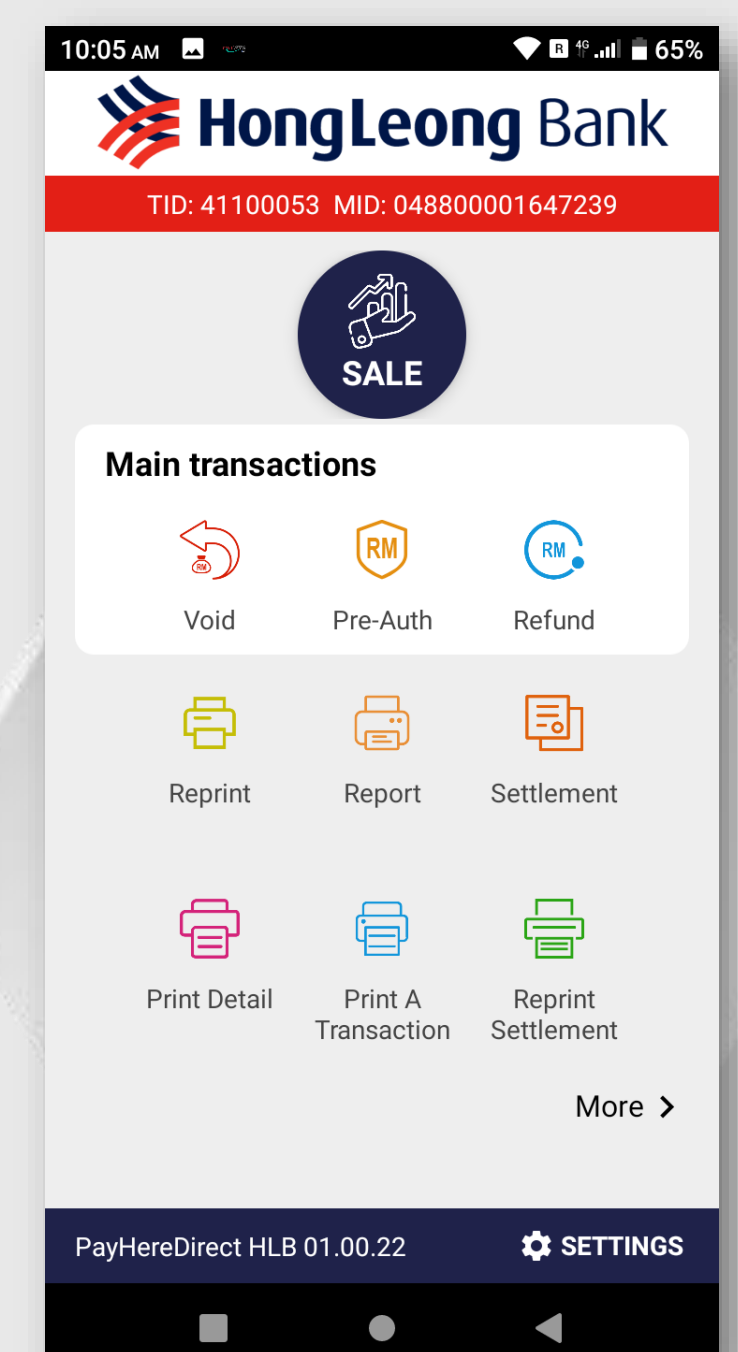 10:05 AM R 4G 65%
HongLeong Bank
TID: 41100053 MID: 048800001647239
SALE
Main transactions
RM RM RM
Void Pre-Auth Refund
Reprint Report Settlement
Print Detail Print A Reprint
Transaction Settlement
More
PayHereDirect HLB 01.00.22 SETTINGS